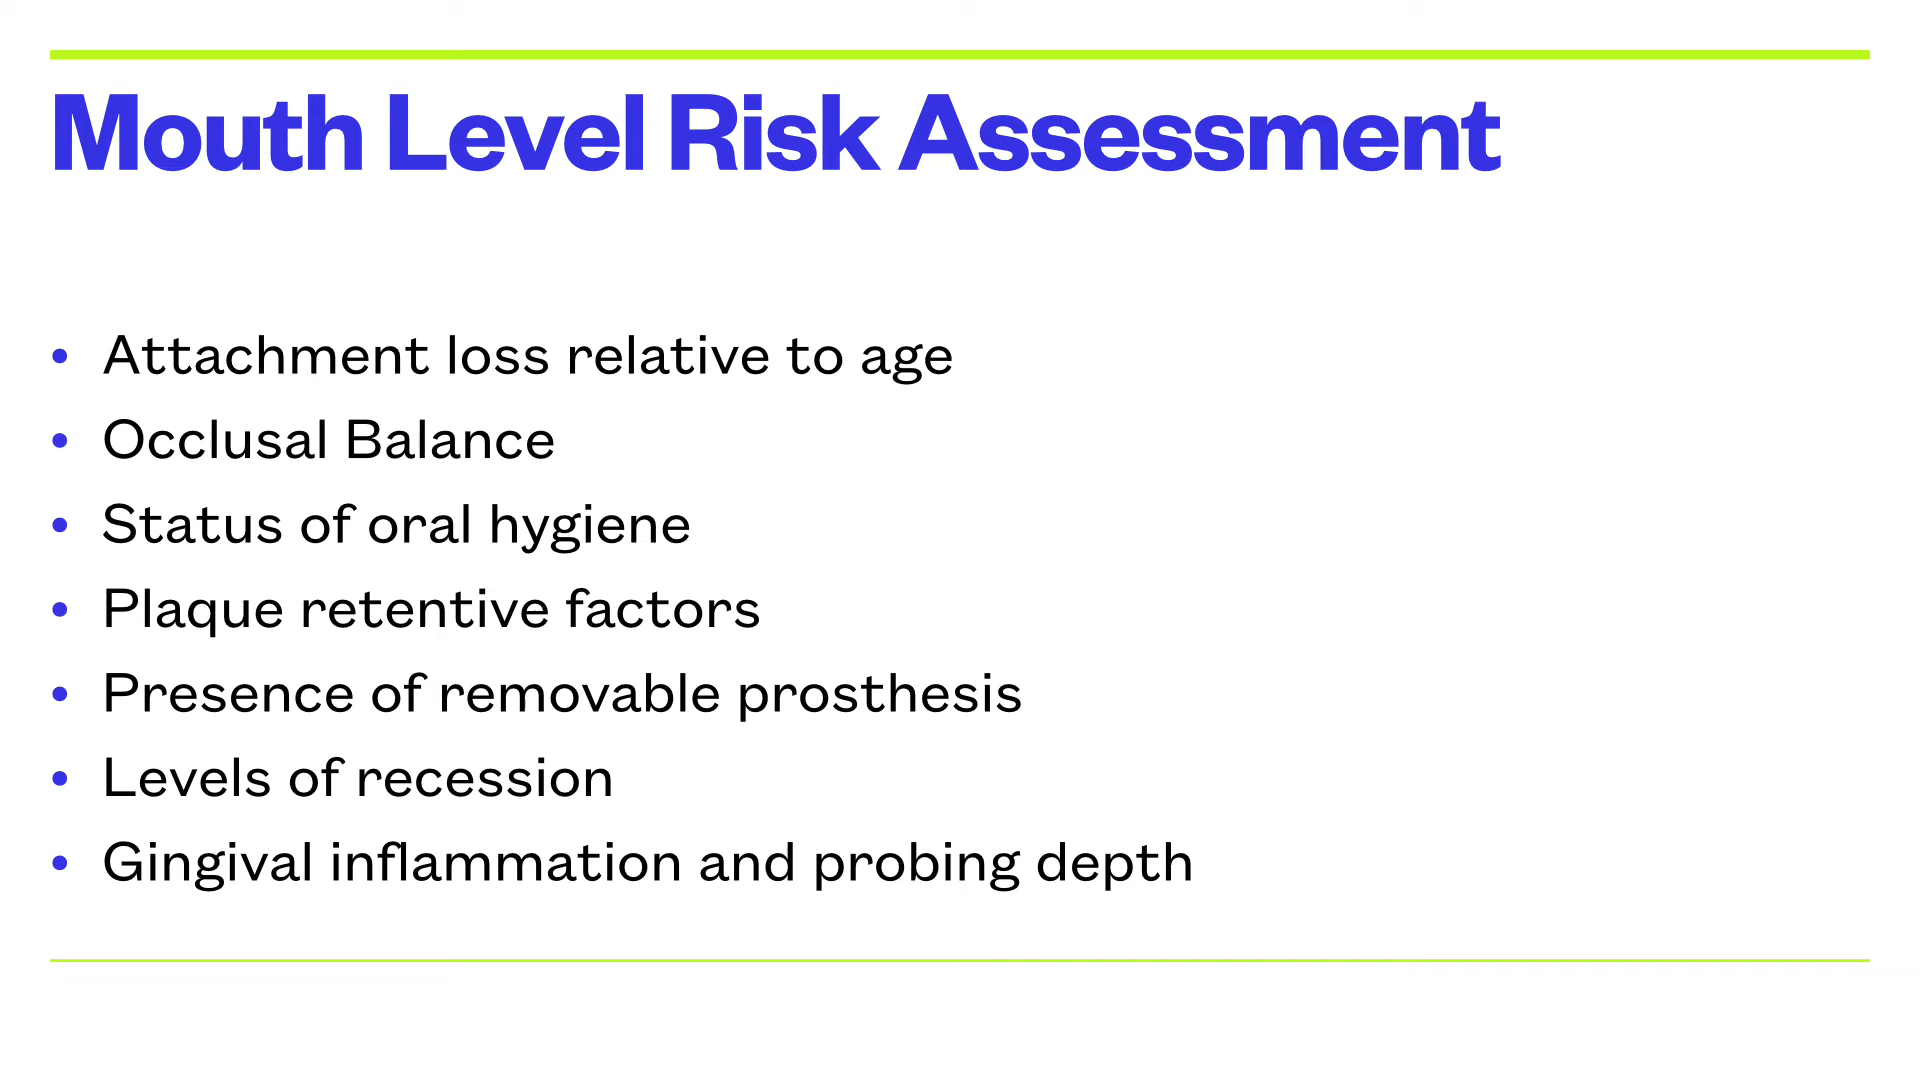 Mouth Level Risk Assessment
• Attachment loss relative to age
• Occlusal Balance
• Status of oral hygiene
• Plaque retentive factors
• Presence of removable prosthesis
• Levels of recession
• Gingival inflammation and probing depth